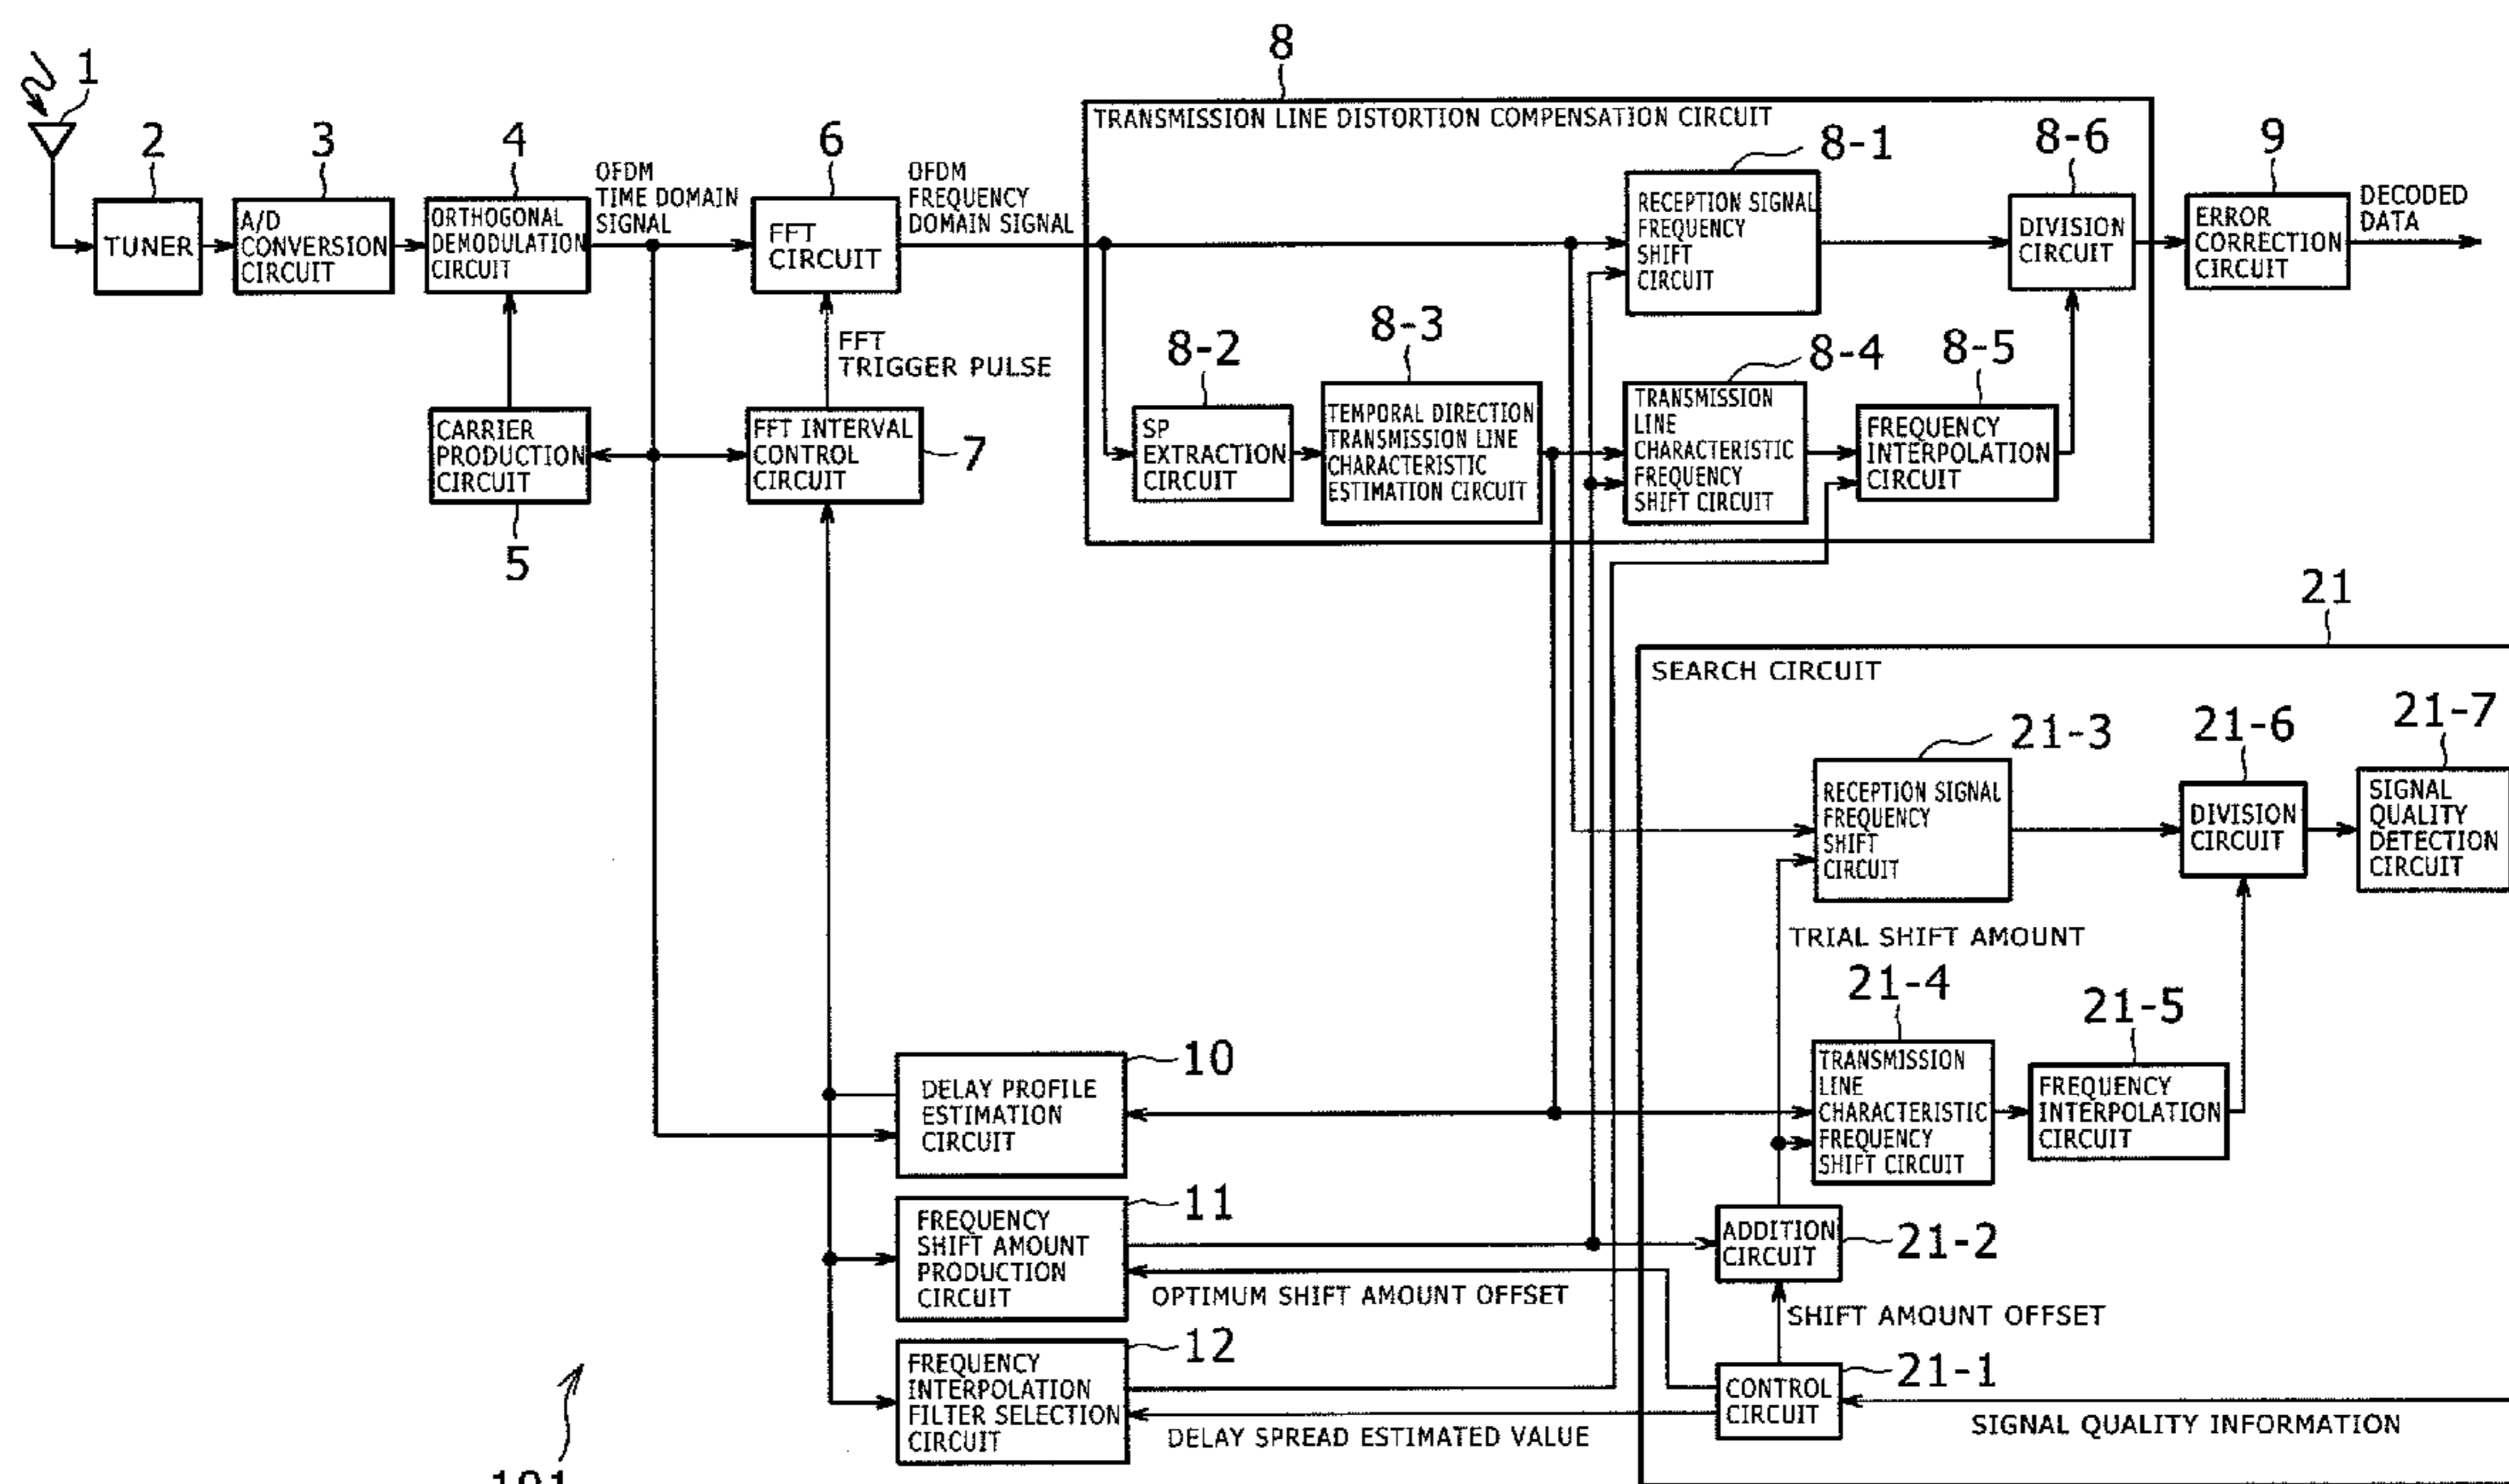 8
1
TRANSMISSION LINE DISTORTION COMPENSATION CIRCUIT
2
3
4
OFDM
TIME DOMAIN
SIGNAL
6
OFDM
FREQUENCY
DOMAIN SIGNAL
8-1
8-6
9
TUNER
A/D
CONVERSION
CIRCUIT
ORTHOGONAL
DEMODULATION
CIRCUIT
FFT
CIRCUIT
RECEPTION SIGNAL
FREQUENCY
SHIFT
CIRCUIT
DIVISION
CIRCUIT
ERROR
CORRECTION
CIRCUIT
DECODED
DATA
FFT
TRIGGER PULSE
8-2
8-3
8-4
8-5
CARRIER
PRODUCTION
CIRCUIT
5
FFT INTERVAL
CONTROL
CIRCUIT
7
SP
EXTRACTION
CIRCUIT
TEMPORAL DIRECTION
TRANSMISSION LINE
CHARACTERISTIC
ESTIMATION CIRCUIT
TRANSMISSION
LINE
CHARACTERISTIC
FREQUENCY
SHIFT CIRCUIT
FREQUENCY
INTERPOLATION
CIRCUIT
21
SEARCH CIRCUIT
21-3
21-6
21-7
RECEPTION SIGNAL
FREQUENCY
SHIFT
CIRCUIT
DIVISION
CIRCUIT
SIGNAL
QUALITY
DETECTION
CIRCUIT
TRIAL SHIFT AMOUNT
21-4
21-5
10
DELAY PROFILE
ESTIMATION
CIRCUIT
TRANSMISSION
LINE
CHARACTERISTIC
FREQUENCY
SHIFT CIRCUIT
FREQUENCY
INTERPOLATION
CIRCUIT
11
FREQUENCY
SHIFT AMOUNT
PRODUCTION
CIRCUIT
ADDITION
CIRCUIT
21-2
OPTIMUM SHIFT AMOUNT OFFSET
SHIFT AMOUNT OFFSET
12
FREQUENCY
INTERPOLATION
FILTER SELECTION
CIRCUIT
CONTROL
CIRCUIT
21-1
DELAY SPREAD ESTIMATED VALUE
SIGNAL QUALITY INFORMATION